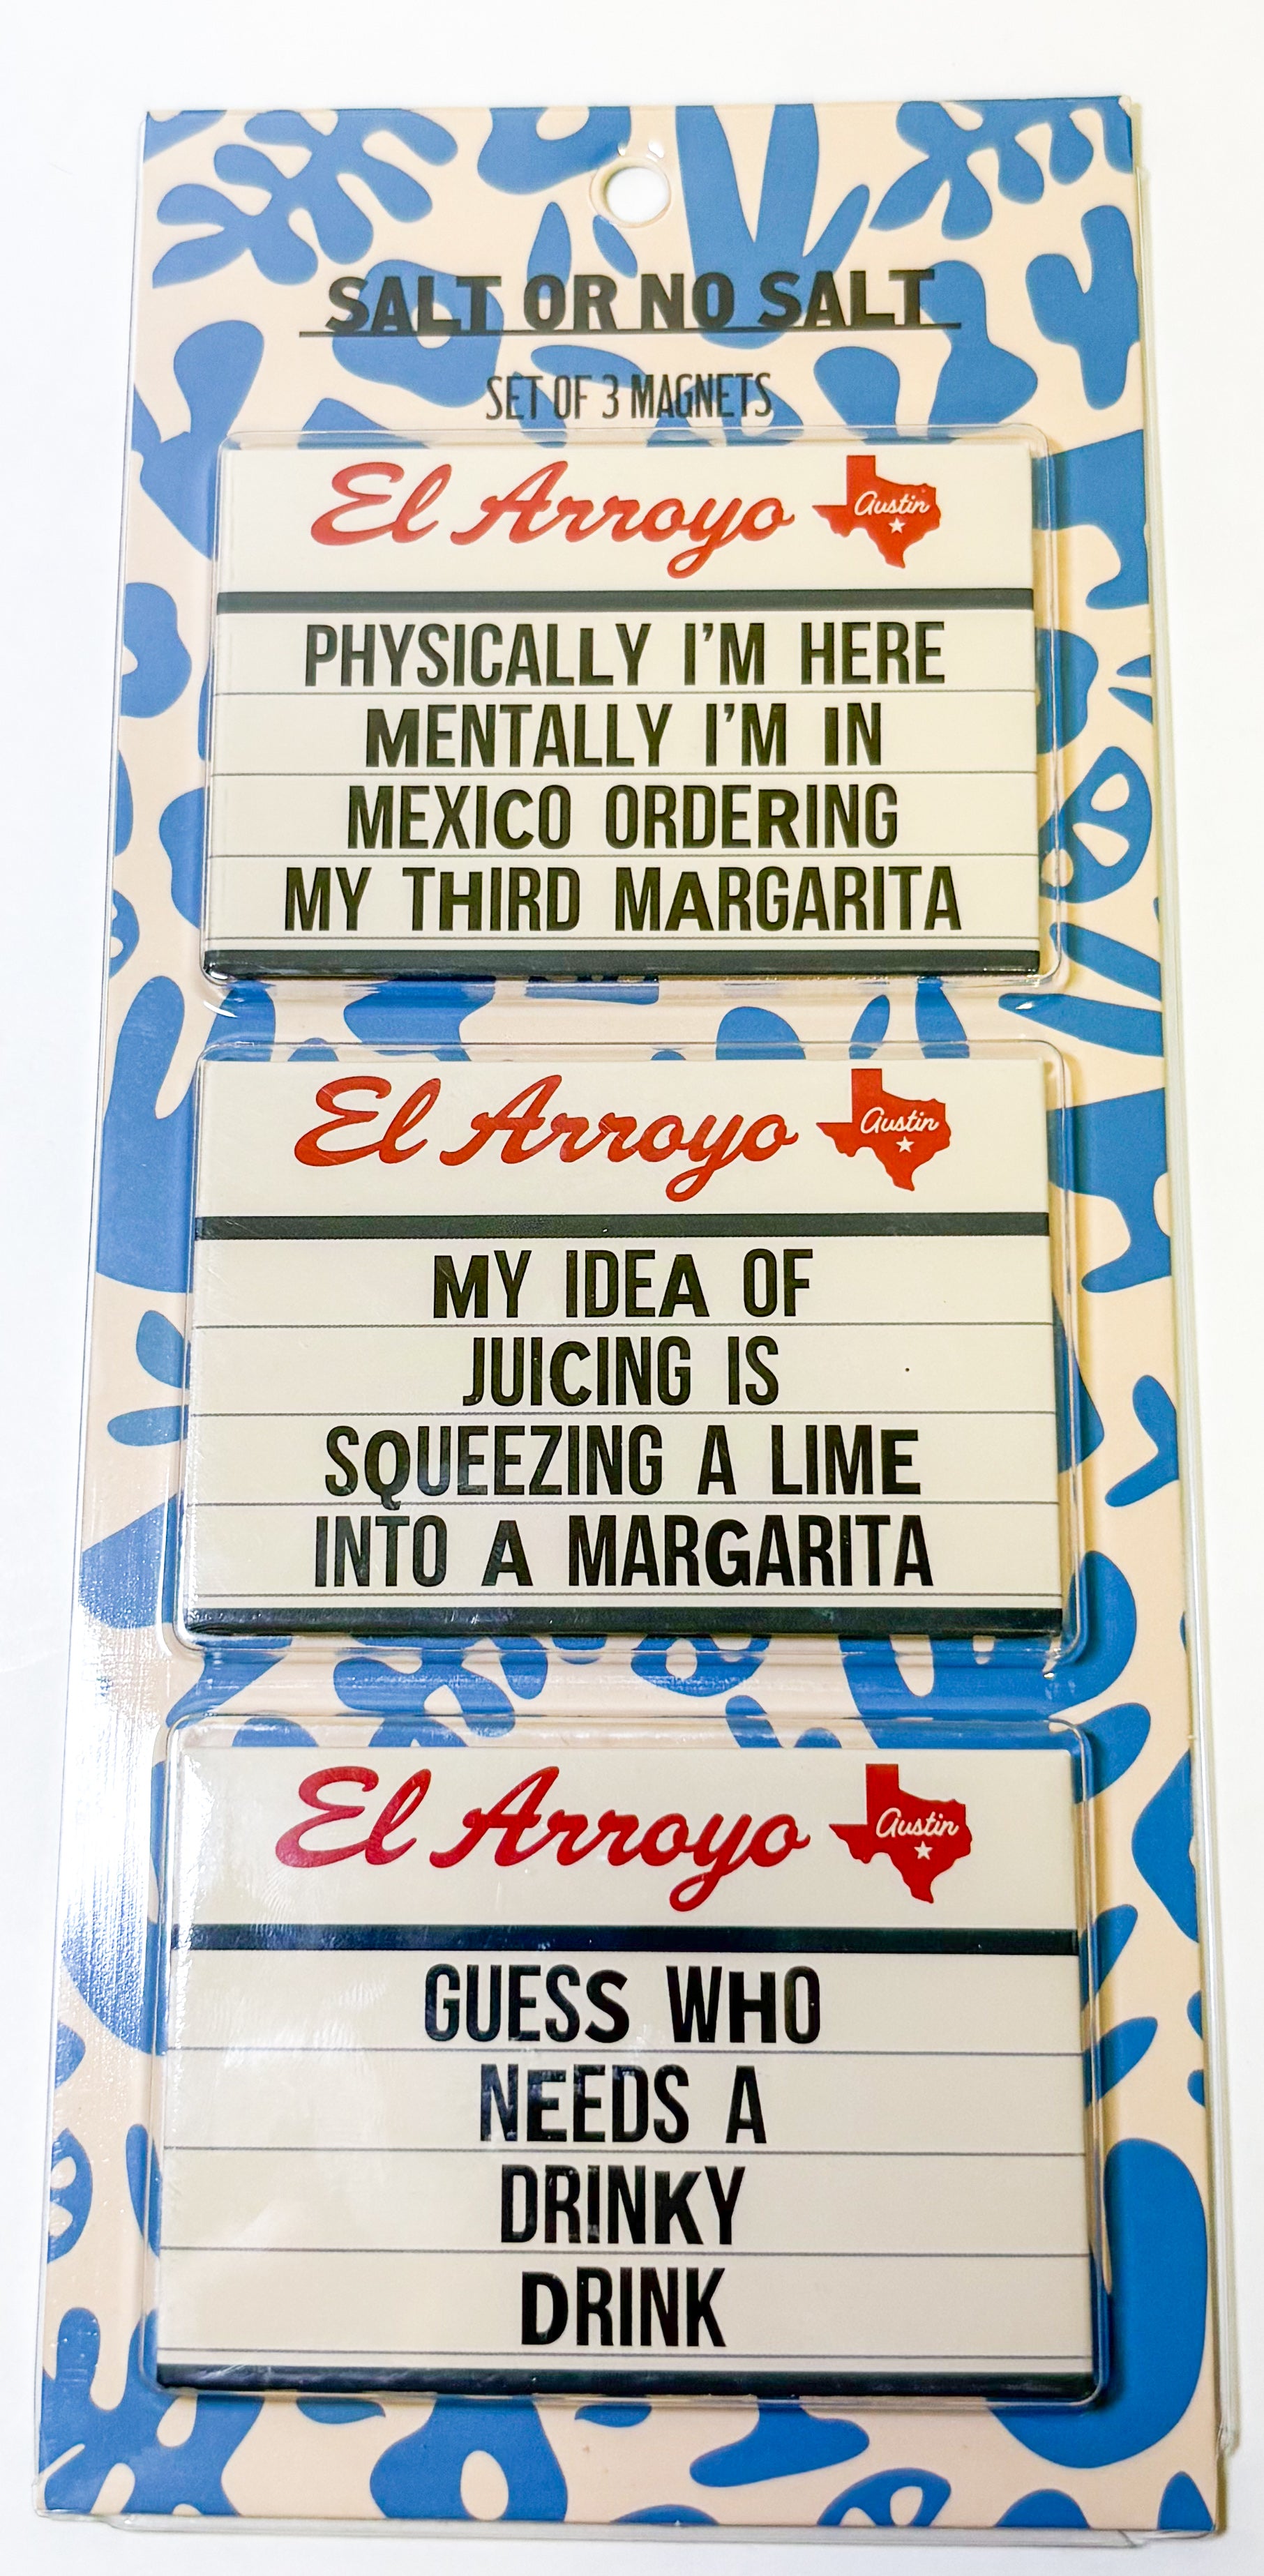 SALT OR NO SALT
SET OF 3 MAGNETS
El Arroyo Austin
PHYSICALLY I'M HERE
MENTALLY I'M IN
MEXICO ORDERING
MY THIRD MARGARITA
El Arroyo Austin
MY IDEA OF
JUICING IS
SQUEEZING A LIME
INTO A MARGARITA
El Arroyo Austin
GUESS WHO
NEEDS A
DRINKY
DRINK